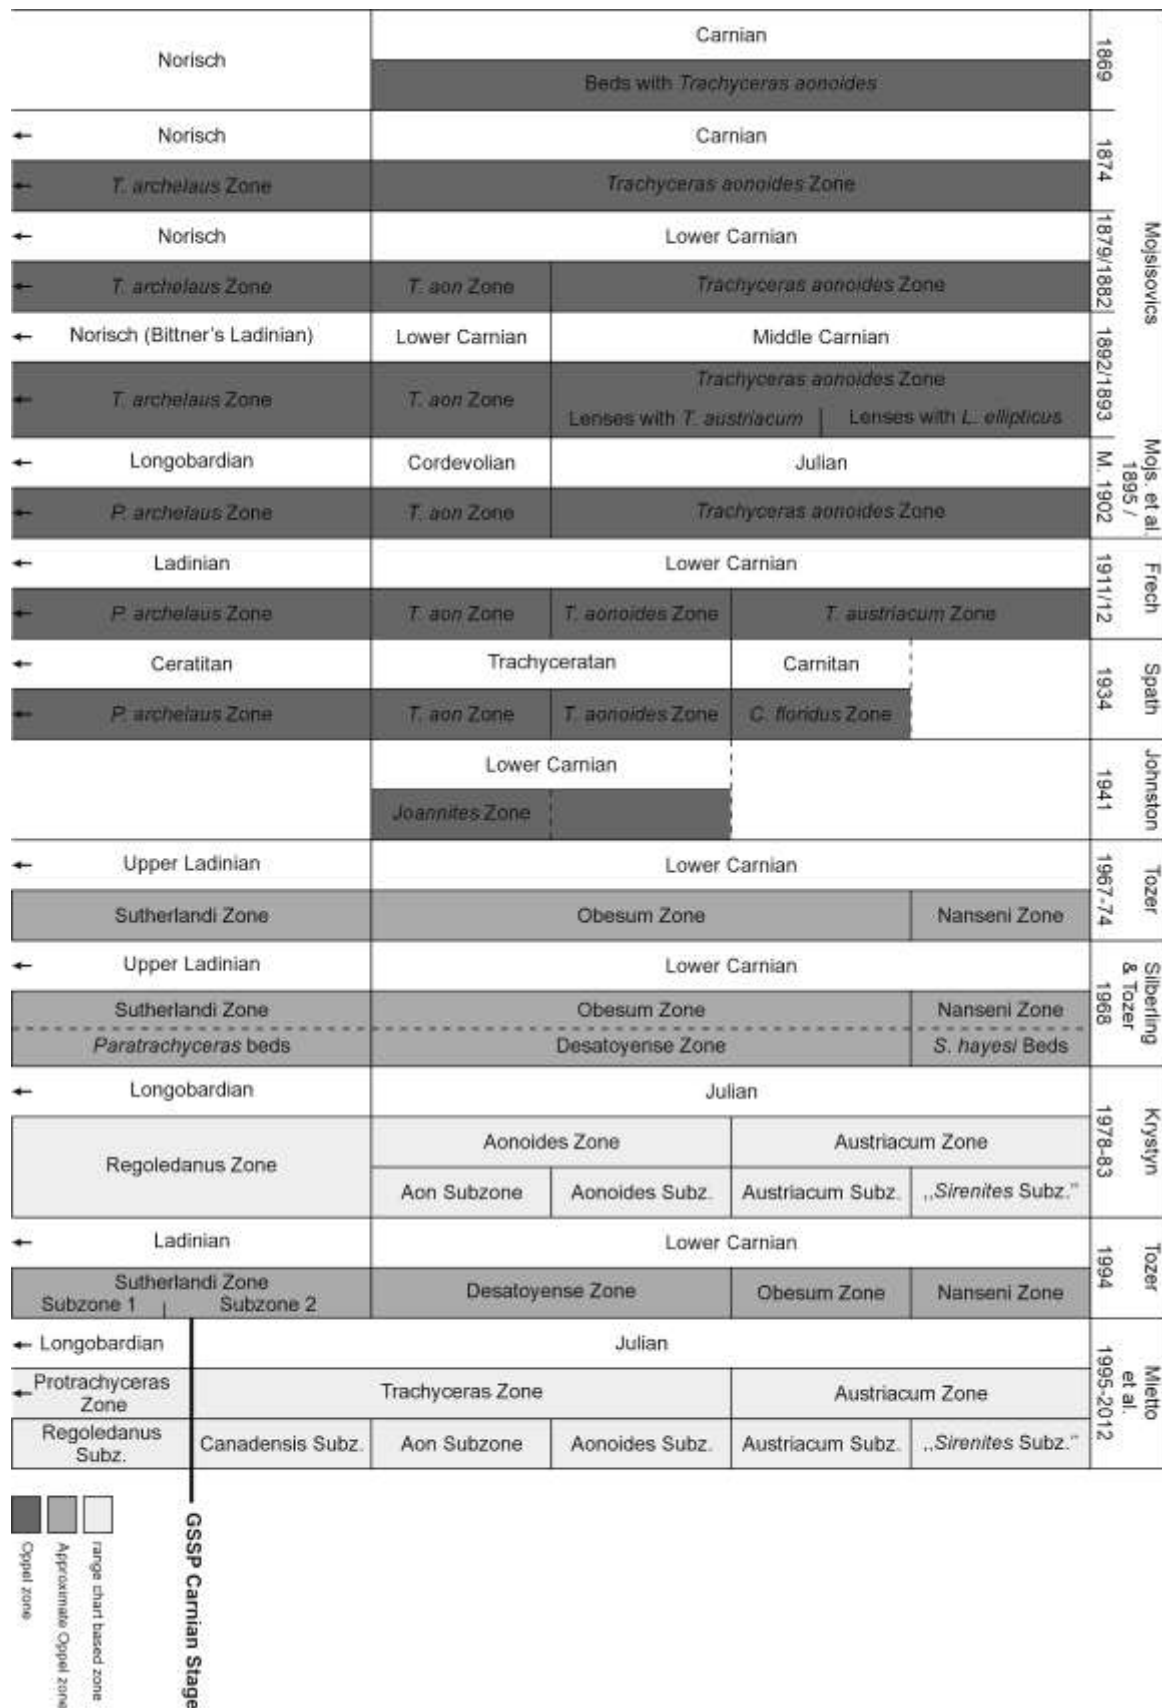 Carnian
Norisch
Beds with Trachyceras aonoides
1869
Norisch
Carnian
T. archelaus Zone
Trachyceras aonoides Zone
1874
Norisch
Lower Carnian
T. archelaus Zone
T. aon Zone
Trachyceras aonoides Zone
1879/1882
Mojsisovics
Norisch (Bittner's Ladinian)
Lower Carnian
Middle Carnian
T. archelaus Zone
T. aon Zone
Trachyceras aonoides Zone
Lenses with T. austriacum
Lenses with L. ellipticus
1892/1893
Longobardian
Cordevolian
Julian
P. archelaus Zone
T. aon Zone
Trachyceras aonoides Zone
Mojs. et al.
1895 /
M. 1902
Ladinian
Lower Carnian
P. archelaus Zone
T. aon Zone
T. aonoides Zone
T. austriacum Zone
Frech
1911/12
Ceratitan
Trachyceratan
Carnitan
P. archelaus Zone
T. aon Zone
T. aonoides Zone
C. floridus Zone
Spath
1934
Lower Carnian
Joannites Zone
Johnston
1941
Upper Ladinian
Lower Carnian
Sutherlandi Zone
Obesum Zone
Nanseni Zone
Tozer
1967-74
Upper Ladinian
Lower Carnian
Sutherlandi Zone
Obesum Zone
Nanseni Zone
Paratrachyceras beds
Desatoyense Zone
S. hayesi Beds
Silberling
& Tozer
1968
Longobardian
Julian
Regoledanus Zone
Aonoides Zone
Austriacum Zone
Aon Subzone
Aonoides Subz.
Austriacum Subz.
„Sirenites Subz."
Krystyn
1978-83
Ladinian
Lower Carnian
Sutherlandi Zone
Subzone 1
Subzone 2
Desatoyense Zone
Obesum Zone
Nanseni Zone
Tozer
1994
Longobardian
Julian
Protrachyceras
Zone
Trachyceras Zone
Austriacum Zone
Regoledanus
Subz.
Canadensis Subz.
Aon Subzone
Aonoides Subz.
Austriacum Subz.
„Sirenites Subz."
Mietto
et al.
1995-2012
GSSP Carnian Stage
range chart based zone
Approximate Oppel zone
Oppel zone